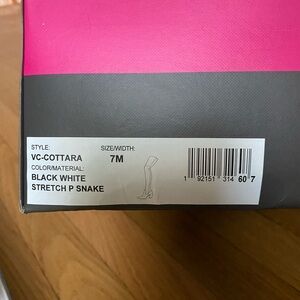 STYLE: SIZE/WIDTH:
VC-COTTARA 7M
COLOR/MATERIAL:
BLACK WHITE
STRETCH P SNAKE
1 92151 314 60 7